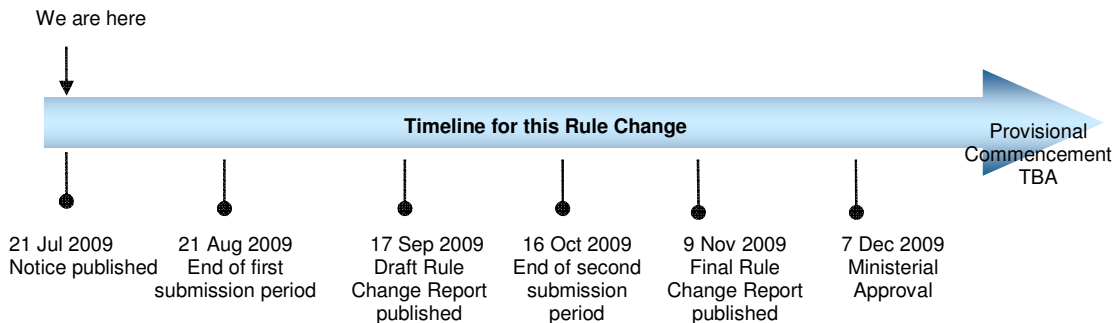 We are here
Timeline for this Rule Change
Provisional
Commencement
TBA
21 Jul 2009
Notice published
21 Aug 2009
End of first
submission period
17 Sep 2009
Draft Rule
Change Report
published
16 Oct 2009
End of second
submission
period
9 Nov 2009
Final Rule
Change Report
published
7 Dec 2009
Ministerial
Approval